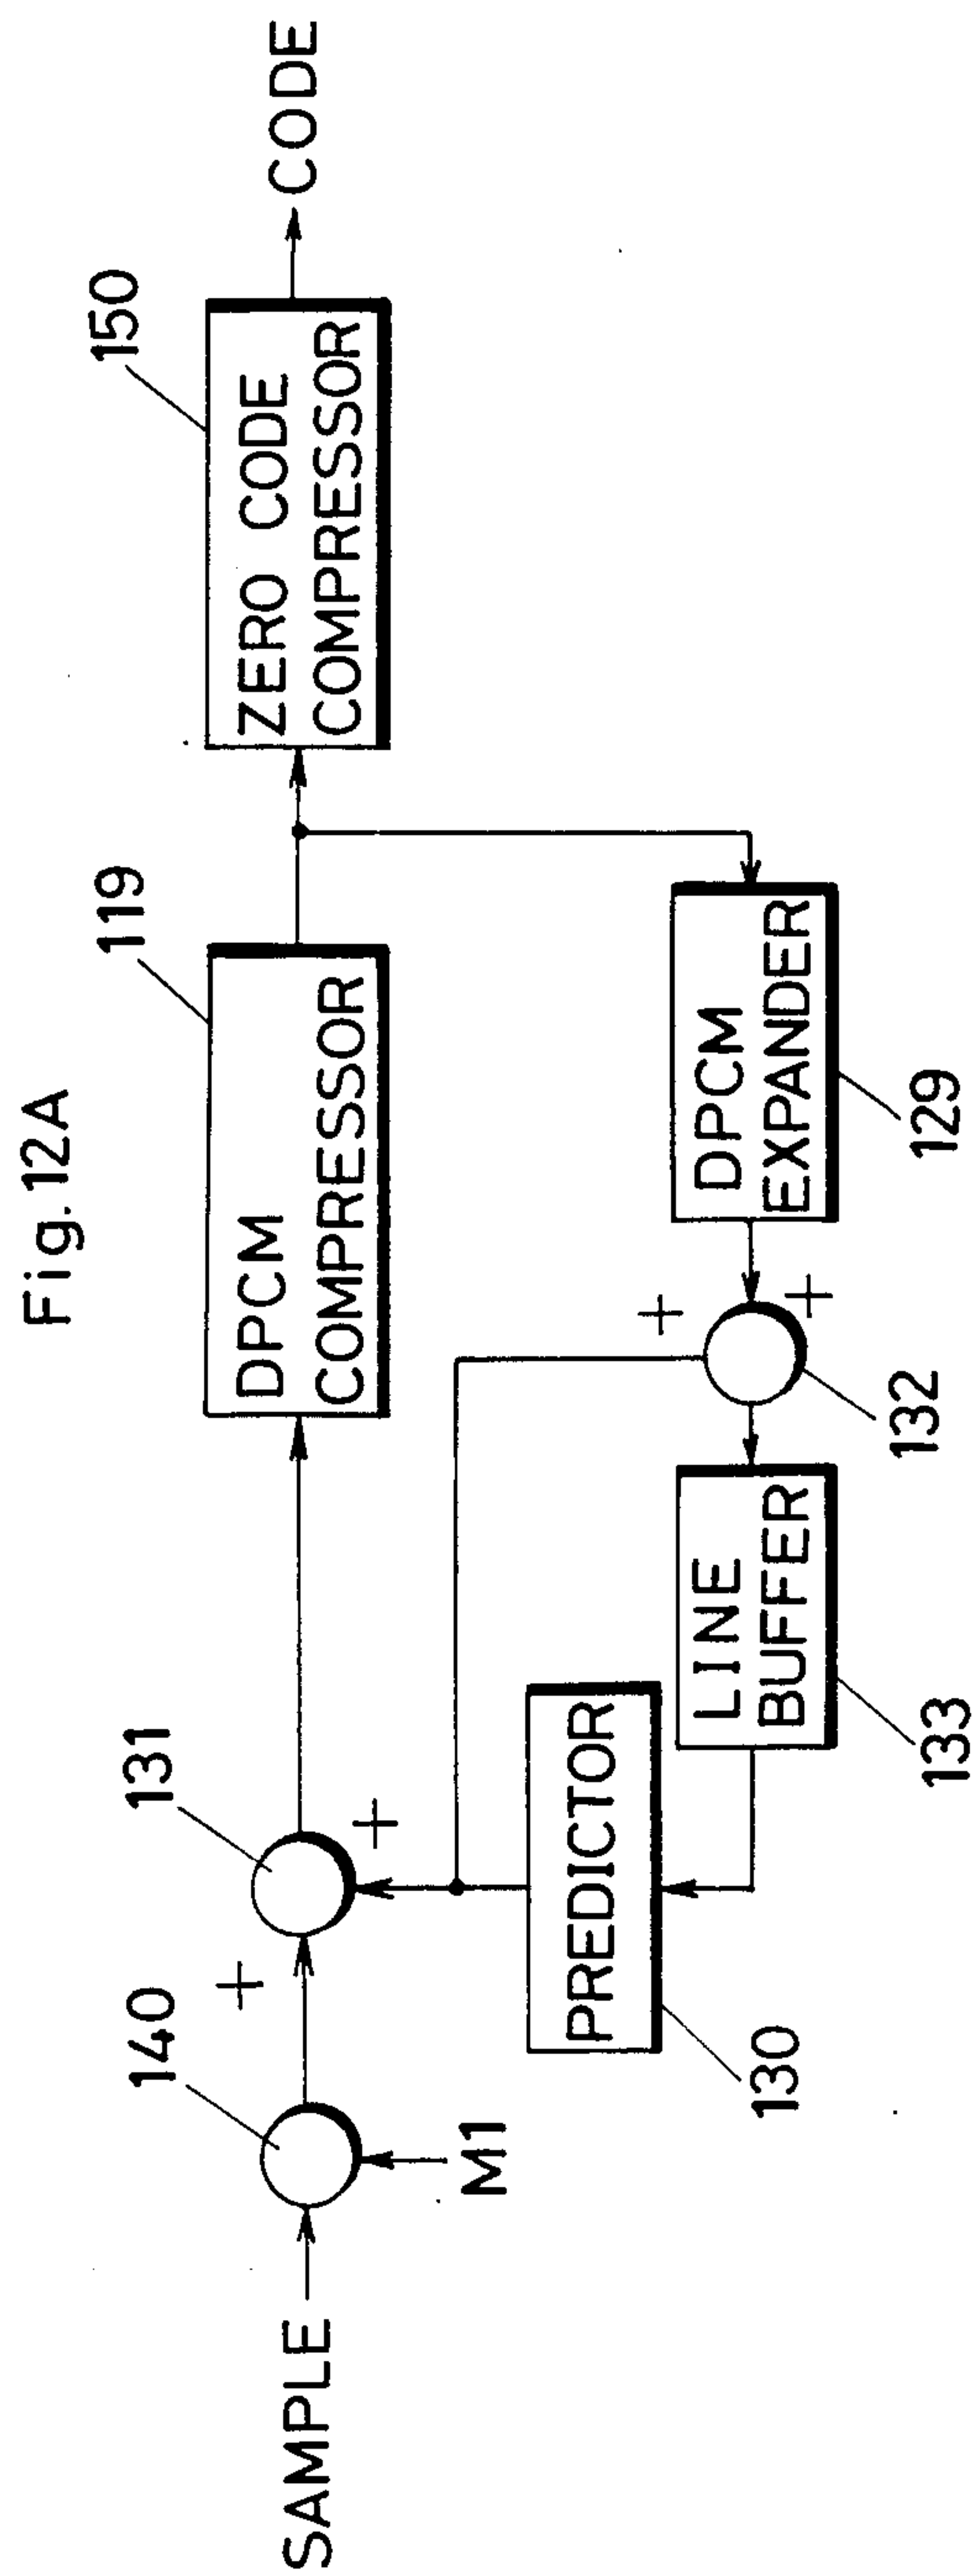 Fig. 12A
SAMPLE
140
M1
+
131
+
119
DPCM
COMPRESSOR
150
ZERO CODE
COMPRESSOR
CODE
PREDICTOR
130
LINE
BUFFER
133
+
+
132
DPCM
EXPANDER
129